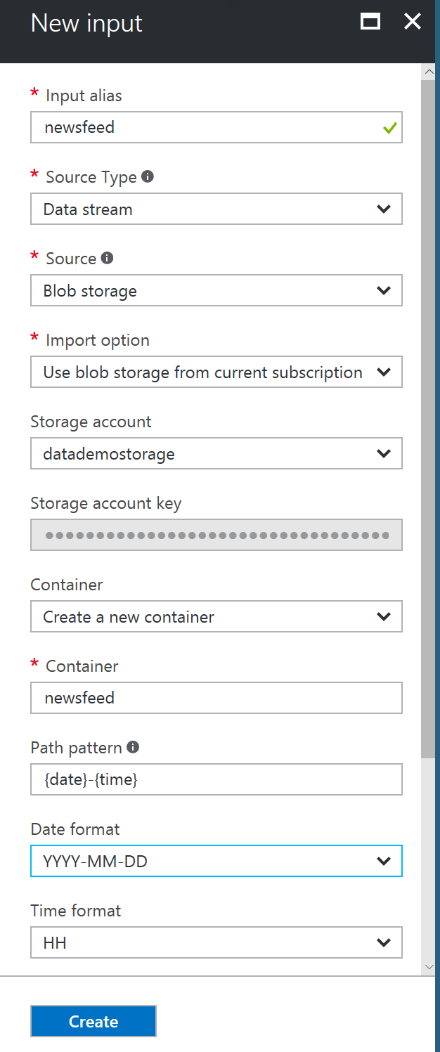 New input
* Input alias
newsfeed
* Source Type
Data stream
* Source
Blob storage
* Import option
Use blob storage from current subscription
Storage account
datademostorage
Storage account key
Container
Create a new container
* Container
newsfeed
Path pattern
{date}-{time}
Date format
YYYY-MM-DD
Time format
HH
Create